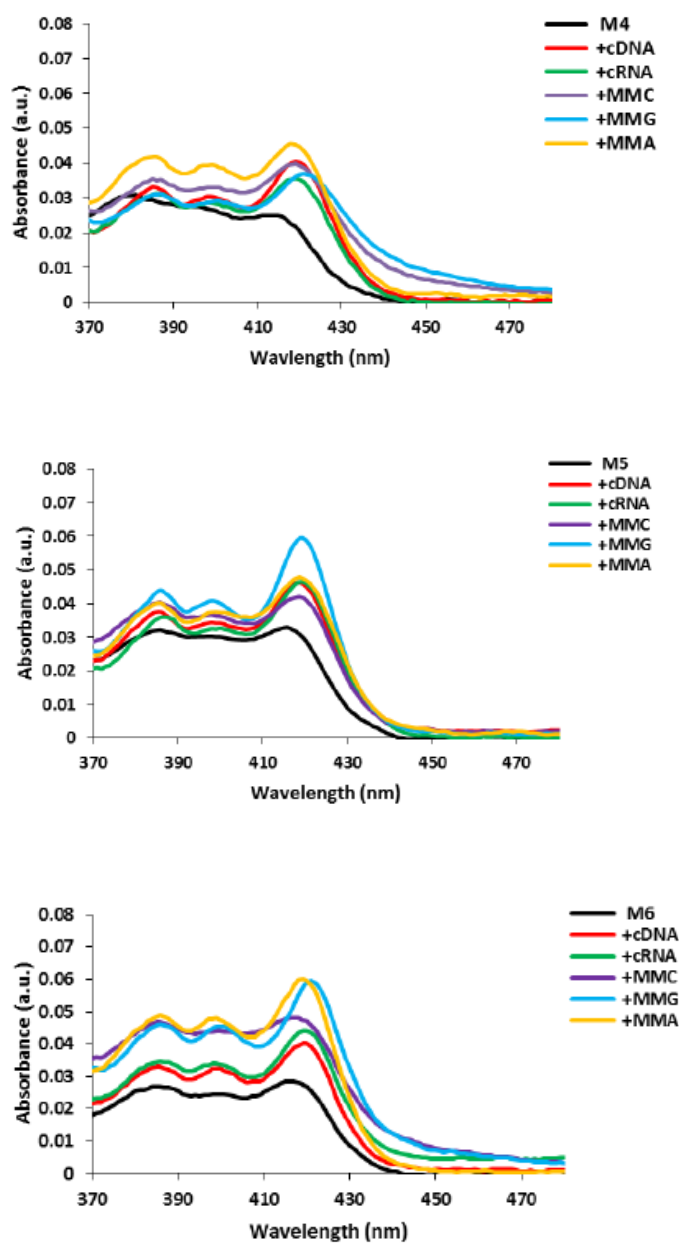 0.08
0.07
0.06
0.05
0.04
0.03
0.02
0.01
0
Absorbance (a.u.)
370 390 410 430 450 470
Wavlength (nm)
M4
+cDNA
+cRNA
+MMC
+MMG
+MMA
0.08
0.07
0.06
0.05
0.04
0.03
0.02
0.01
0
Absorbance (a.u.)
370 390 410 430 450 470
Wavelength (nm)
M5
+cDNA
+cRNA
+MMC
+MMG
+MMA
0.08
0.07
0.06
0.05
0.04
0.03
0.02
0.01
0
Absorbance (a.u.)
370 390 410 430 450 470
Wavelength (nm)
M6
+cDNA
+cRNA
+MMC
+MMG
+MMA